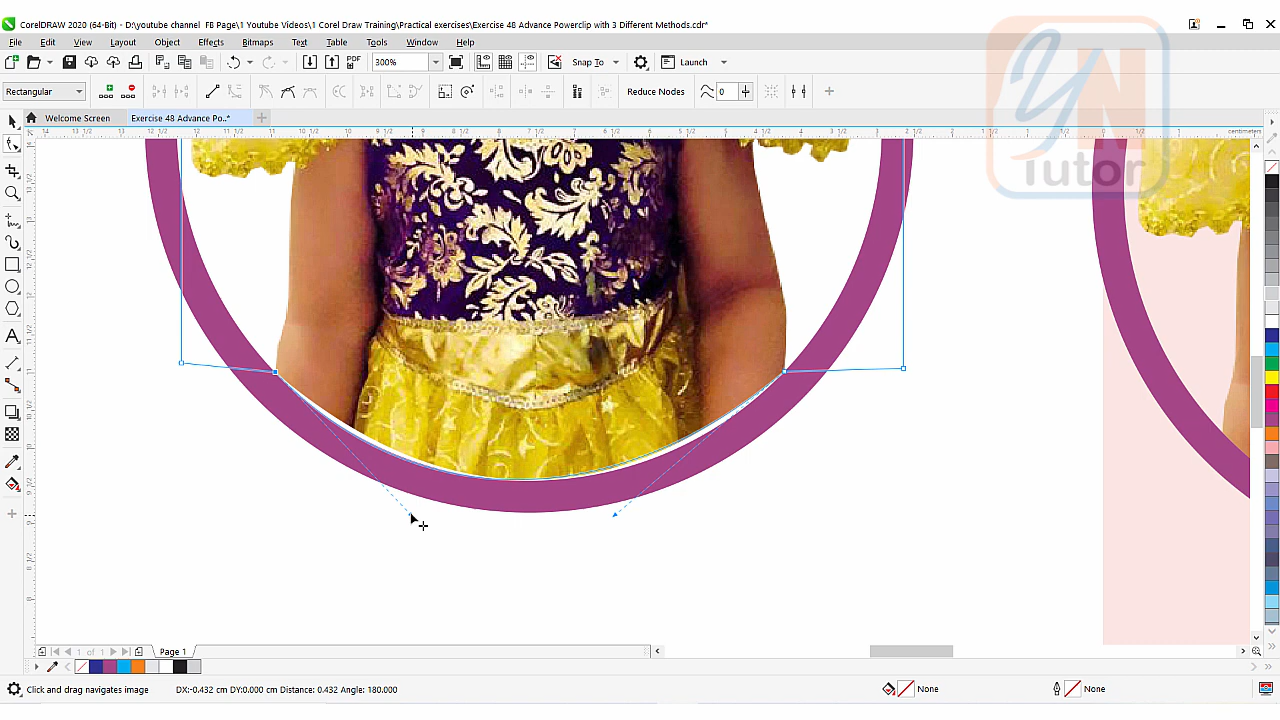 CorelDRAW 2020 (64-Bit) - D:\youtube channel FB Page\1 Youtube Videos\1 Corel Draw Training\Practical exercises\Exercise 48 Advance Powerclip with 3 Different Methods.cdr*
File Edit View Layout Object Effects Bitmaps Text Table Tools Window Help
PDF 300% Snap To Launch
Rectangular Reduce Nodes 0
Welcome Screen Exercise 48 Advance Po..*
centimeters
YN
Tutor
1 of 1 Page 1
Click and drag navigates image DX:-0.432 cm DY:0.000 cm Distance: 0.432 Angle: 180.000 None None